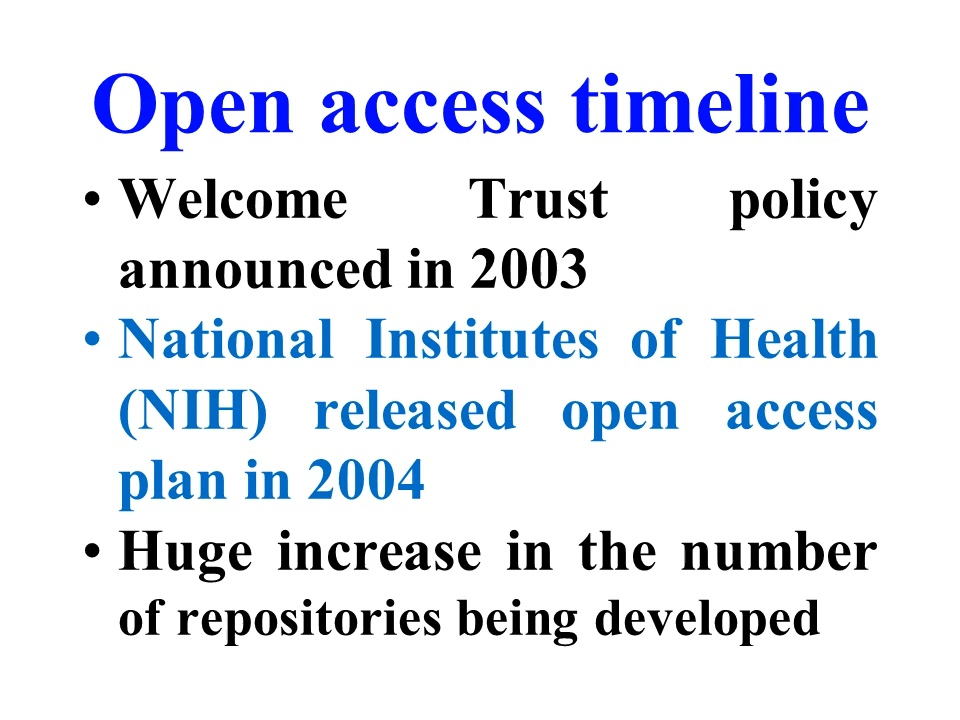 Open access timeline
• Welcome Trust policy
announced in 2003
• National Institutes of Health
(NIH) released open access
plan in 2004
• Huge increase in the number
of repositories being developed